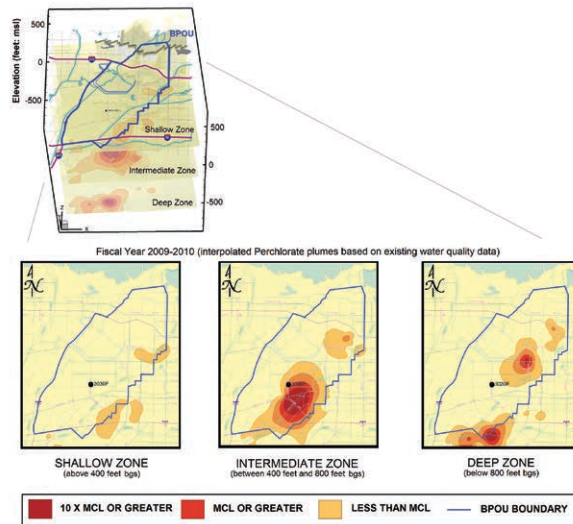 500
BPOU
0
Elevation (feet: msl)
-500
Shallow Zone
500
Intermediate Zone
0
Deep Zone
-500
Z
X
Fiscal Year 2009-2010 (interpolated Perchlorate plumes based on existing water quality data)
N
N
N
SHALLOW ZONE
(above 400 feet bgs)
INTERMEDIATE ZONE
(between 400 feet and 800 feet bgs)
DEEP ZONE
(below 800 feet bgs)
10 X MCL OR GREATER
MCL OR GREATER
LESS THAN MCL
BPOU BOUNDARY